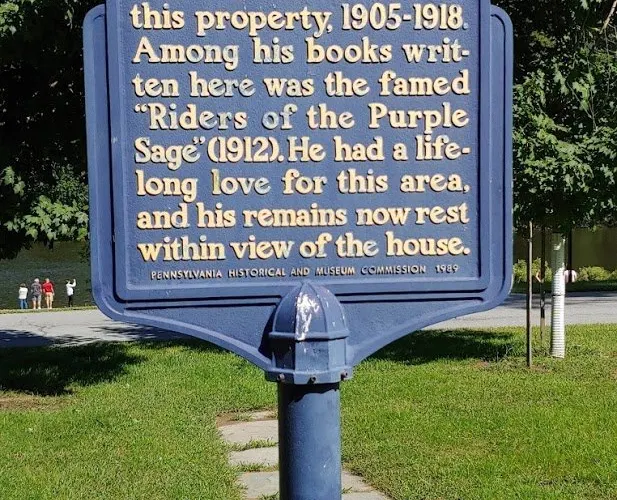 this property, 1905-1918.
Among his books writ-
ten here was the famed
"Riders of the Purple
Sage" (1912). He had a life-
long love for this area,
and his remains now rest
within view of the house.
PENNSYLVANIA HISTORICAL AND MUSEUM COMMISSION 1989